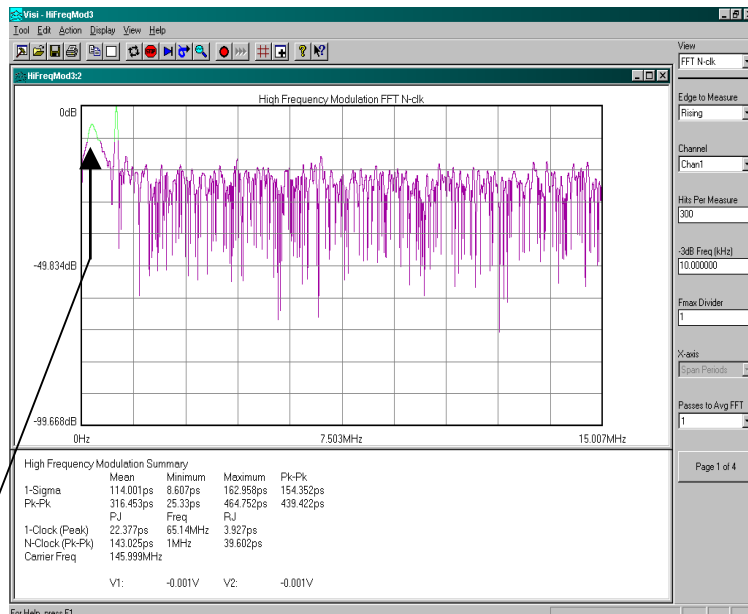 Visi - HiFreqMod3
Tool Edit Action Display View Help
View
FFT N-clk
HiFreqMod3:2
High Frequency Modulation FFT N-clk
0dB
-49.834dB
-99.668dB
0Hz 7.503MHz 15.007MHz
Edge to Measure
Rising
Channel
Chan1
Hits Per Measure
300
-3dB Freq (kHz)
10.000000
Fmax Divider
1
X-axis
Span Periods
Passes to Avg FFT
1
Page 1 of 4
High Frequency Modulation Summary
Mean Minimum Maximum Pk-Pk
1-Sigma 114.001ps 8.607ps 162.958ps 154.352ps
Pk-Pk 316.453ps 25.33ps 464.752ps 439.422ps
PJ Freq RJ
1-Clock (Peak) 22.377ps 65.14MHz 3.927ps
N-Clock (Pk-Pk) 143.025ps 1MHz 39.602ps
Carrier Freq 145.999MHz
V1: -0.001V V2: -0.001V
For Help, press F1